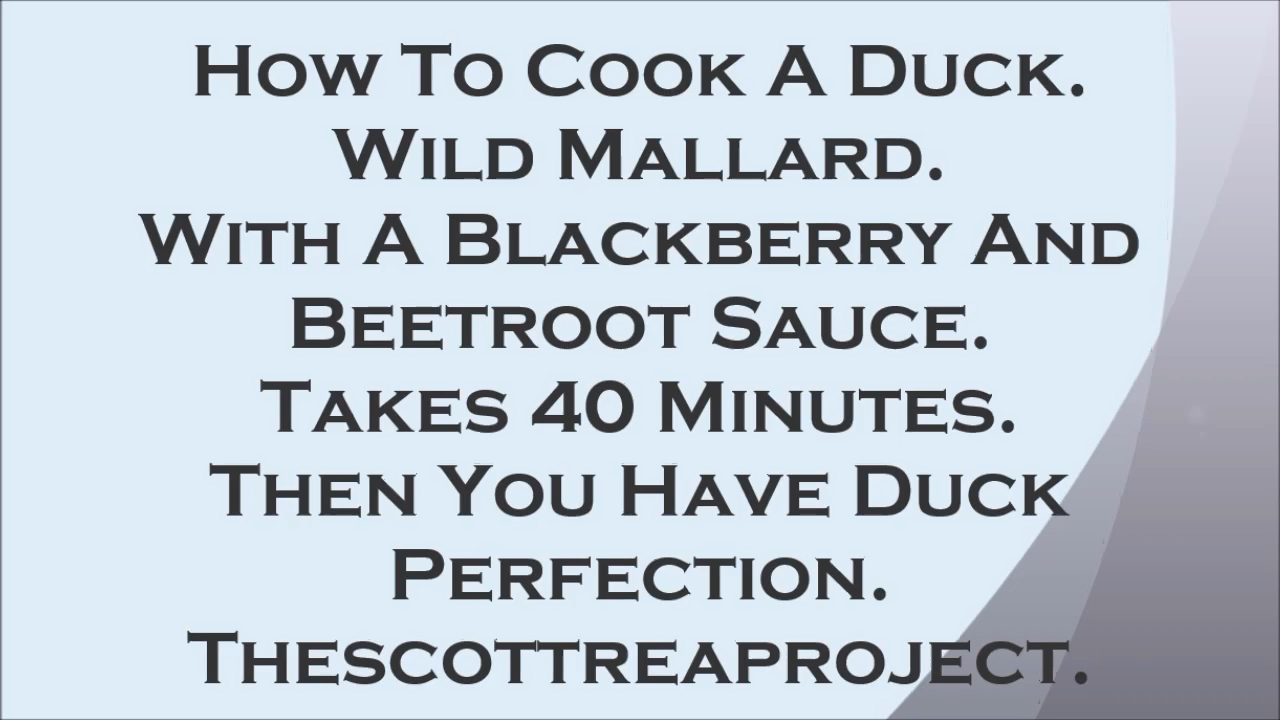 How To Cook A Duck.
Wild Mallard.
With A Blackberry And
Beetroot Sauce.
Takes 40 Minutes.
Then You Have Duck
Perfection.
Thescottreaproject.